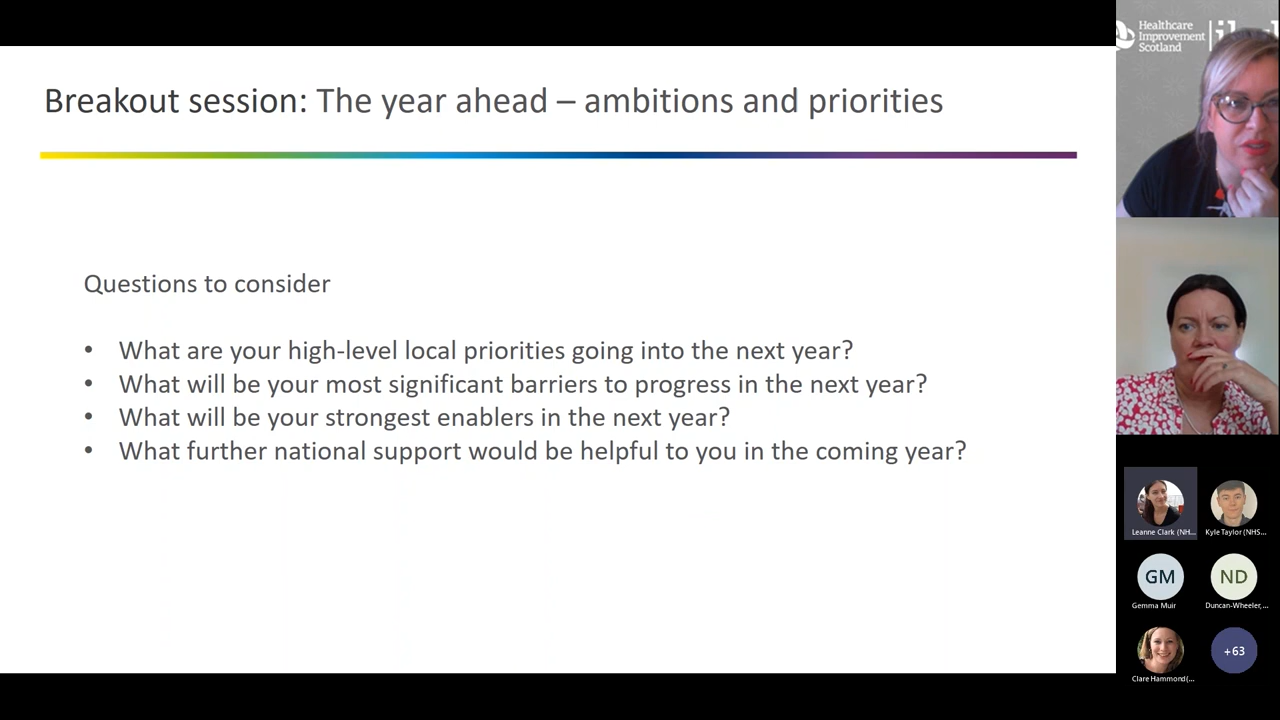 Breakout session: The year ahead – ambitions and priorities
Questions to consider
• What are your high-level local priorities going into the next year?
• What will be your most significant barriers to progress in the next year?
• What will be your strongest enablers in the next year?
• What further national support would be helpful to you in the coming year?
Healthcare
Improvement
Scotland
Leanne Clark (NH...
Kyle Taylor (NHS...
GM
ND
Gemma Muir
Duncan-Wheeler,...
+63
Clare Hammond(...